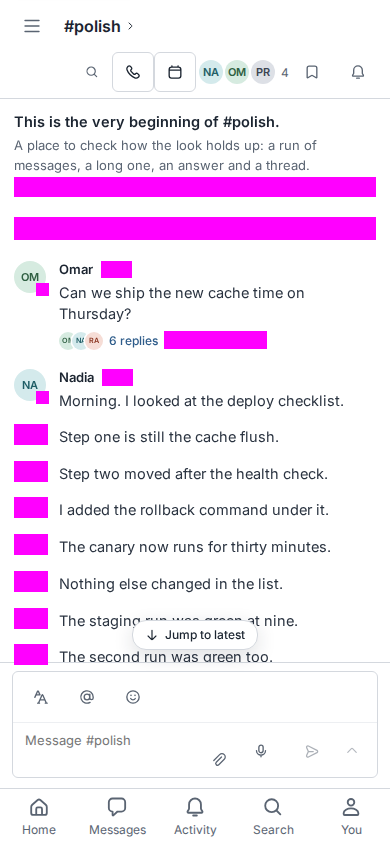 #polish
NA OM PR 4
This is the very beginning of #polish.
A place to check how the look holds up: a run of
messages, a long one, an answer and a thread.
OM
Omar
Can we ship the new cache time on
Thursday?
RA 6 replies
NA
Nadia
Morning. I looked at the deploy checklist.
Step one is still the cache flush.
Step two moved after the health check.
I added the rollback command under it.
The canary now runs for thirty minutes.
Nothing else changed in the list.
The staging run was green at nine.
Jump to latest
The second run was green too.
Message #polish
Home Messages Activity Search You